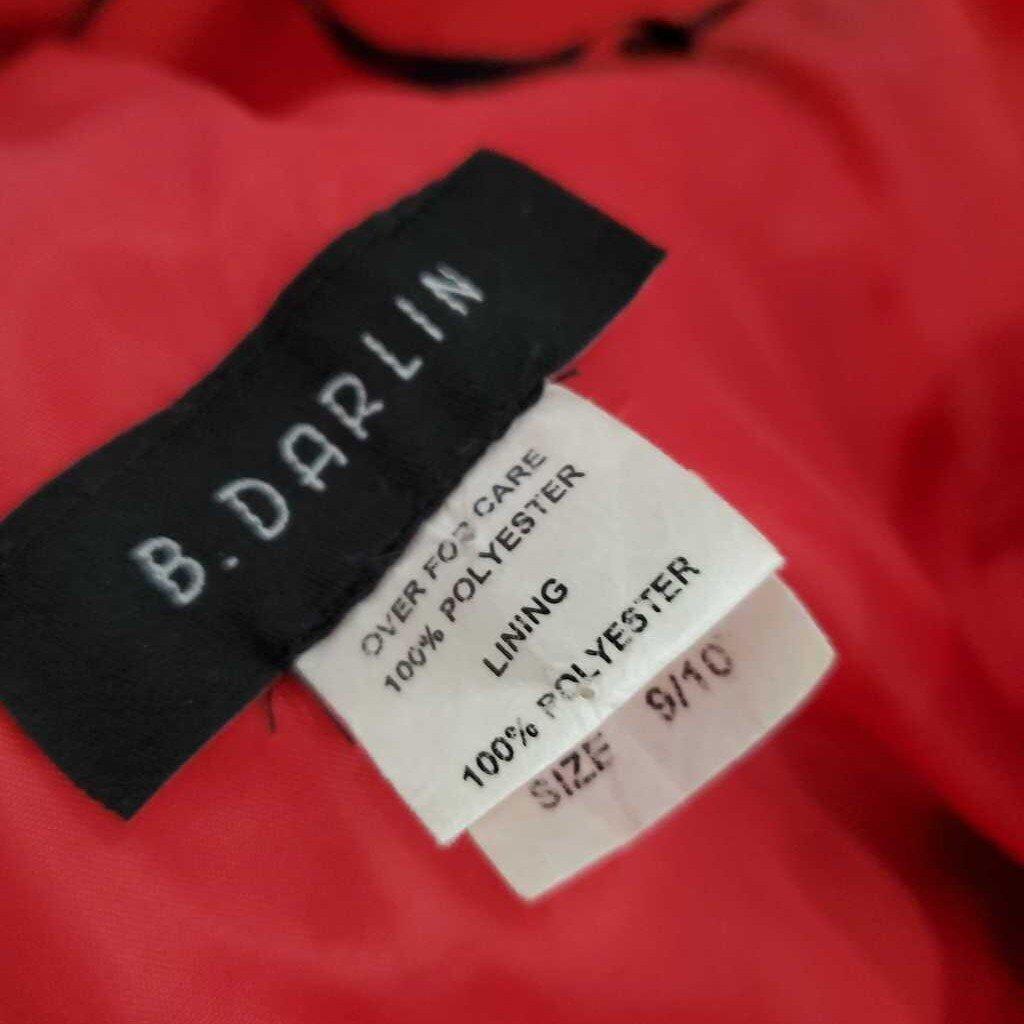 B. DARLIN
OVER FOR CARE
100% POLYESTER
LINING
100% POLYESTER
SIZE 9/10